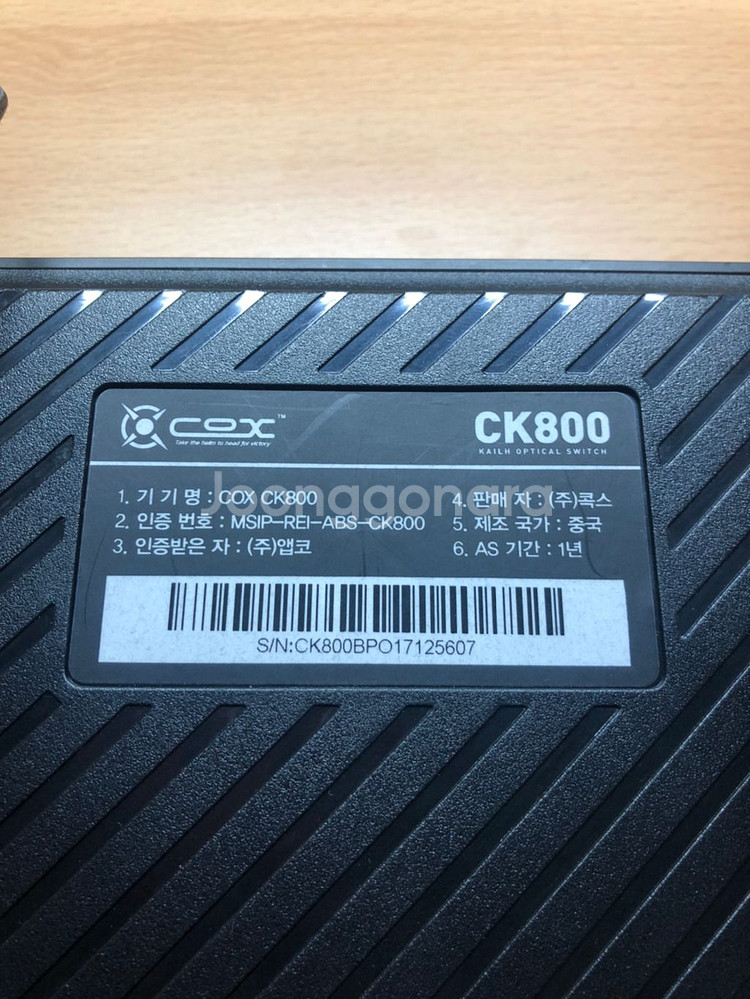 COX™
Take the helm to head for victory
CK800
KAILH OPTICAL SWITCH
1. 기 기 명 : COX CK800
2. 인증 번호 : MSIP-REI-ABS-CK800
3. 인증받은 자 : (주)앱코
4. 판매 자 : (주)콕스
5. 제조 국가 : 중국
6. AS 기간 : 1년
Joonggonara
S/N:CK800BPO17125607